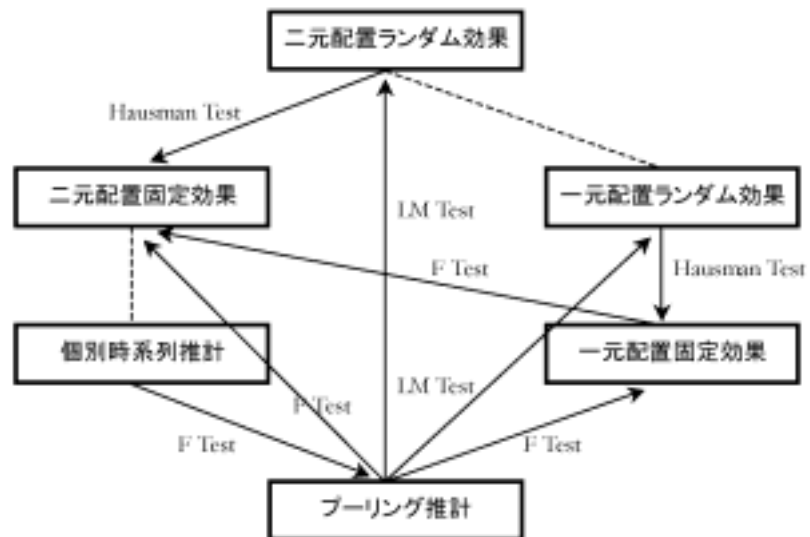 二元配置ランダム効果
Hausman Test
二元配置固定効果
LM Test
一元配置ランダム効果
F Test
Hausman Test
個別時系列推計
一元配置固定効果
F Test
LM Test
F Test
F Test
プーリング推計